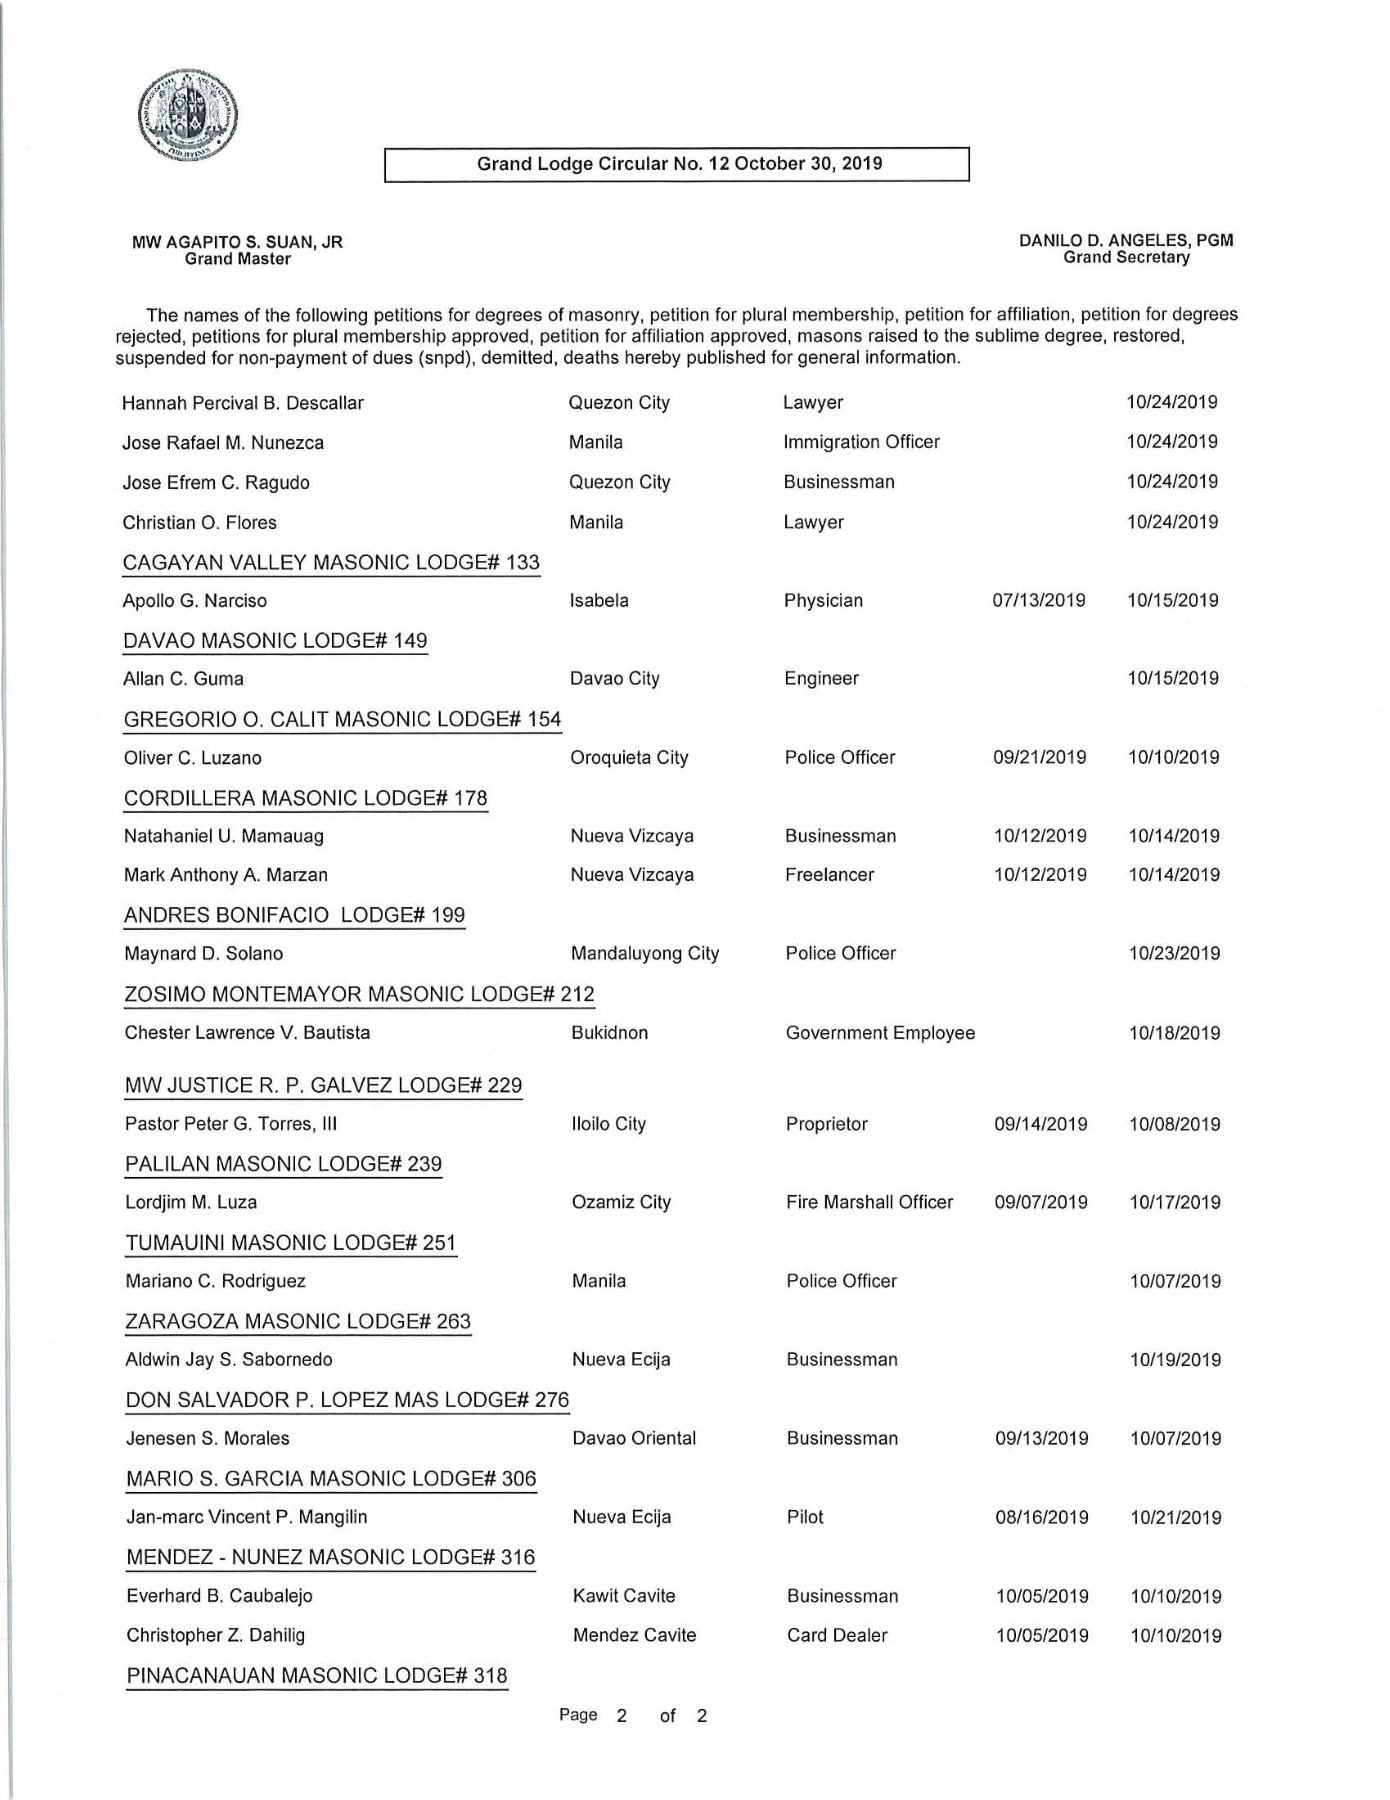 PHILIPPINES
Grand Lodge Circular No. 12 October 30, 2019
MW AGAPITO S. SUAN, JR
Grand Master
DANILO D. ANGELES, PGM
Grand Secretary
The names of the following petitions for degrees of masonry, petition for plural membership, petition for affiliation, petition for degrees
rejected, petitions for plural membership approved, petition for affiliation approved, masons raised to the sublime degree, restored,
suspended for non-payment of dues (snpd), demitted, deaths hereby published for general information.
Hannah Percival B. Descallar Quezon City Lawyer 10/24/2019
Jose Rafael M. Nunezca Manila Immigration Officer 10/24/2019
Jose Efrem C. Ragudo Quezon City Businessman 10/24/2019
Christian O. Flores Manila Lawyer 10/24/2019
CAGAYAN VALLEY MASONIC LODGE# 133
Apollo G. Narciso Isabela Physician 07/13/2019 10/15/2019
DAVAO MASONIC LODGE# 149
Allan C. Guma Davao City Engineer 10/15/2019
GREGORIO O. CALIT MASONIC LODGE# 154
Oliver C. Luzano Oroquieta City Police Officer 09/21/2019 10/10/2019
CORDILLERA MASONIC LODGE# 178
Natahaniel U. Mamauag Nueva Vizcaya Businessman 10/12/2019 10/14/2019
Mark Anthony A. Marzan Nueva Vizcaya Freelancer 10/12/2019 10/14/2019
ANDRES BONIFACIO LODGE# 199
Maynard D. Solano Mandaluyong City Police Officer 10/23/2019
ZOSIMO MONTEMAYOR MASONIC LODGE# 212
Chester Lawrence V. Bautista Bukidnon Government Employee 10/18/2019
MW JUSTICE R. P. GALVEZ LODGE# 229
Pastor Peter G. Torres, III Iloilo City Proprietor 09/14/2019 10/08/2019
PALILAN MASONIC LODGE# 239
Lordjim M. Luza Ozamiz City Fire Marshall Officer 09/07/2019 10/17/2019
TUMAUINI MASONIC LODGE# 251
Mariano C. Rodriguez Manila Police Officer 10/07/2019
ZARAGOZA MASONIC LODGE# 263
Aldwin Jay S. Sabornedo Nueva Ecija Businessman 10/19/2019
DON SALVADOR P. LOPEZ MAS LODGE# 276
Jenesen S. Morales Davao Oriental Businessman 09/13/2019 10/07/2019
MARIO S. GARCIA MASONIC LODGE# 306
Jan-marc Vincent P. Mangilin Nueva Ecija Pilot 08/16/2019 10/21/2019
MENDEZ - NUNEZ MASONIC LODGE# 316
Everhard B. Caubalejo Kawit Cavite Businessman 10/05/2019 10/10/2019
Christopher Z. Dahilig Mendez Cavite Card Dealer 10/05/2019 10/10/2019
PINACANAUAN MASONIC LODGE# 318
Page 2 of 2